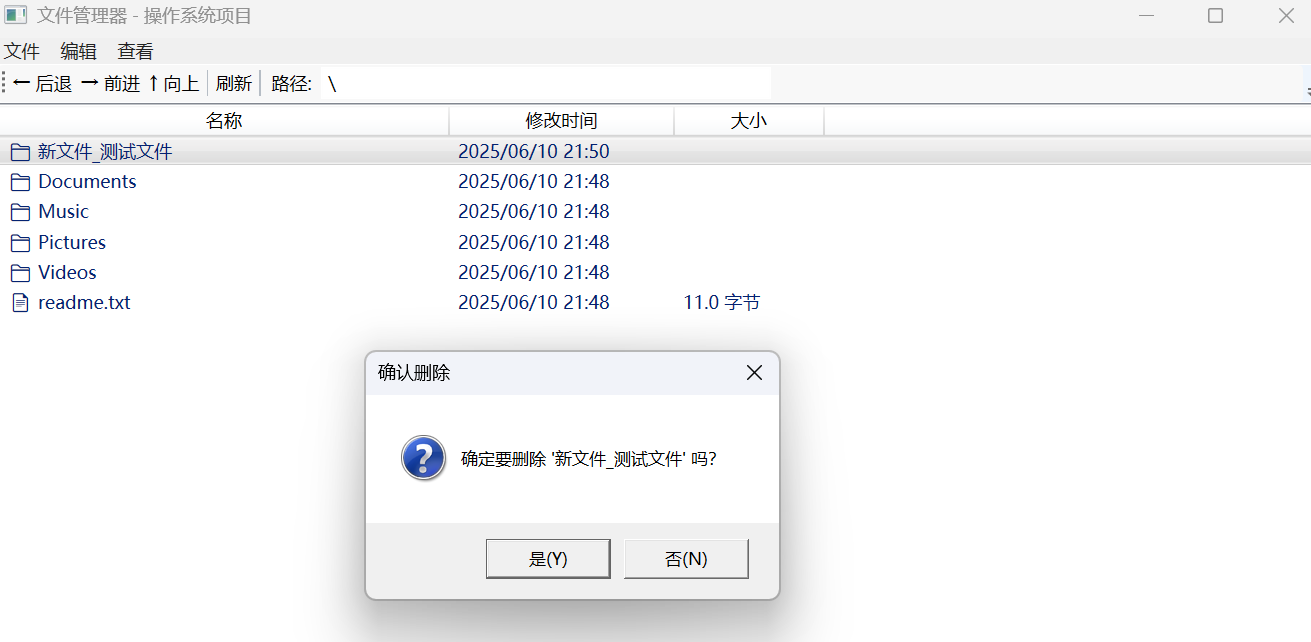 文件管理器 - 操作系统项目
文件 编辑 查看
←后退 →前进 ↑向上 刷新 路径: \
名称 修改时间 大小
新文件_测试文件 2025/06/10 21:50
Documents 2025/06/10 21:48
Music 2025/06/10 21:48
Pictures 2025/06/10 21:48
Videos 2025/06/10 21:48
readme.txt 2025/06/10 21:48 11.0 字节
确认删除
确定要删除 '新文件_测试文件' 吗?
是(Y) 否(N)